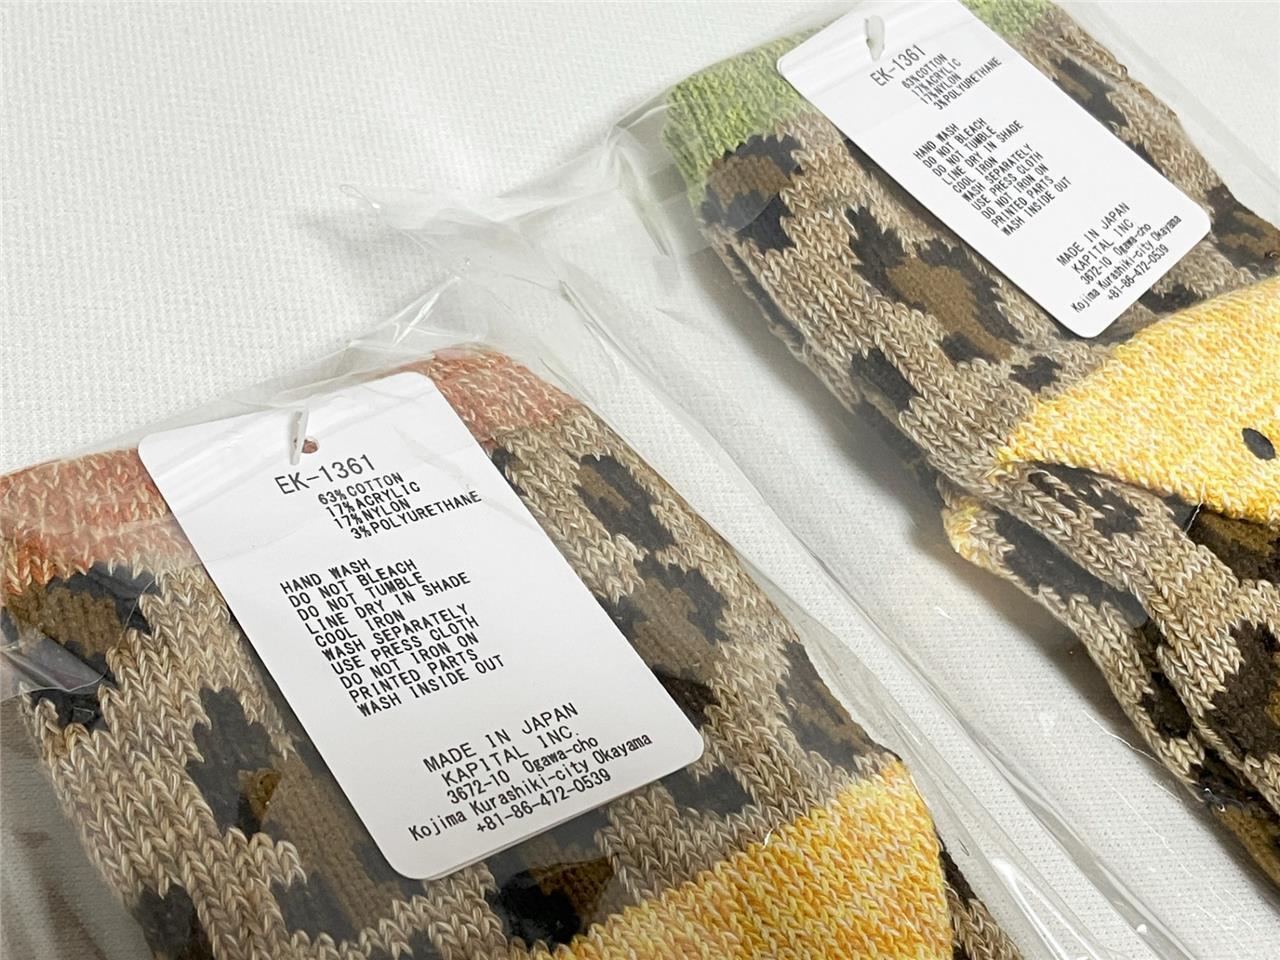 EK-1361
63%COTTON
17%ACRYLIC
17%NYLON
3%POLYURETHANE
HAND WASH
DO NOT BLEACH
DO NOT TUMBLE
LINE DRY IN SHADE
COOL IRON
WASH SEPARATELY
USE PRESS CLOTH
DO NOT IRON ON
PRINTED PARTS
WASH INSIDE OUT
MADE IN JAPAN
KAPITAL INC.
3672-10 Ogawa-cho
Kojima Kurashiki-city Okayama
+81-86-472-0539
EK-1361
63%COTTON
17%ACRYLIC
17%NYLON
3%POLYURETHANE
HAND WASH
DO NOT BLEACH
DO NOT TUMBLE
LINE DRY IN SHADE
COOL IRON
WASH SEPARATELY
USE PRESS CLOTH
DO NOT IRON ON
PRINTED PARTS
WASH INSIDE OUT
MADE IN JAPAN
KAPITAL INC.
3672-10 Ogawa-cho
Kojima Kurashiki-city Okayama
+81-86-472-0539